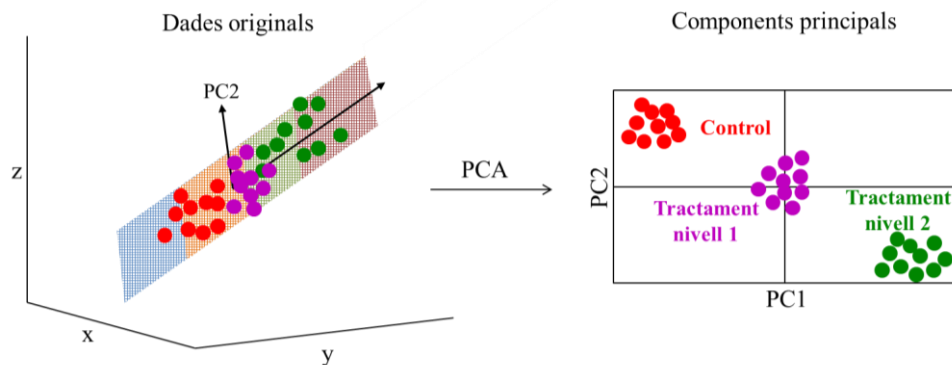 Dades originals
PC2
z
x
y
PCA
Components principals
Control
PC2
Tractament
nivell 1
Tractament
nivell 2
PC1